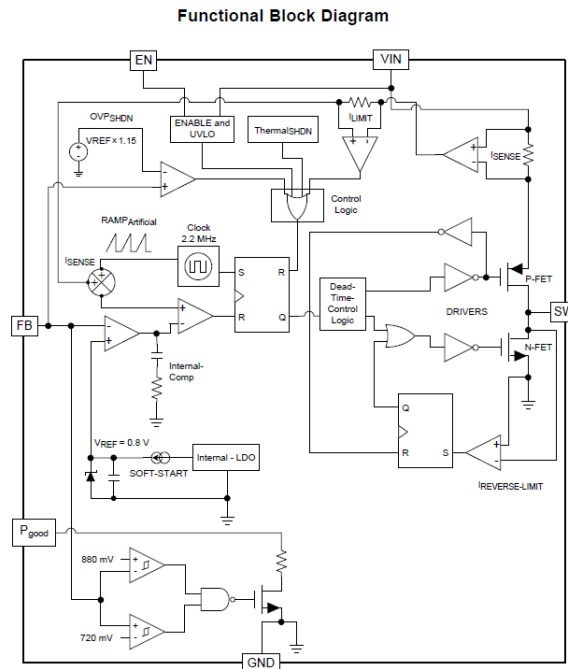 Functional Block Diagram
EN
VIN
OVPSHDN
VREF × 1.15
ENABLE and
UVLO
ThermalSHDN
ILIMIT
ISENSE
+
-
+
-
+
-
-
+
+
-
Control
Logic
RAMPArtificial
Clock
2.2 MHz
ISENSE
S
R
R
Q
Dead-
Time-
Control
Logic
DRIVERS
P-FET
N-FET
SW
FB
+
-
-
+
Internal-
Comp
Q
R
S
+
-
IREVERSE-LIMIT
VREF = 0.8 V
SOFT-START
Internal - LDO
Pgood
880 mV
+
-
720 mV
+
-
GND